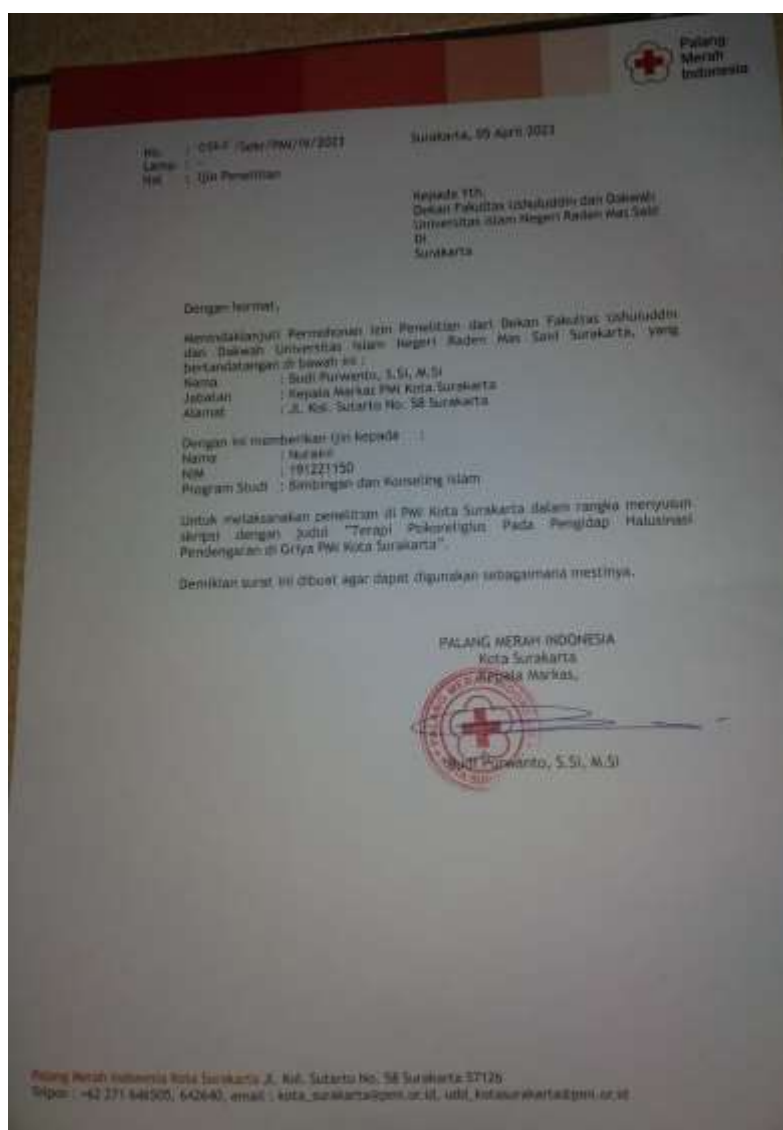 Palang
Merah
Indonesia
No. : /Sekr/PMI/IV/2023
Surakarta, 05 April 2023
Lamp : -
Hal : Ijin Penelitian
Kepada Yth.
Dekan Fakultas Ushuluddin dan Dakwah
Universitas Islam Negeri Raden Mas Said
Di
Surakarta
Dengan hormat,
Menindaklanjuti Permohonan Izin Penelitian dari Dekan Fakultas Ushuluddin
dan Dakwah Universitas Islam Negeri Raden Mas Said Surakarta, yang
bertandatangan di bawah ini :
Nama : Budi Purwanto, S.Si, M.Si
Jabatan : Kepala Markas PMI Kota Surakarta
Alamat : JL. Kol. Sutarto No. 58 Surakarta
Dengan ini memberikan ijin kepada :
Nama :
NIM : 191221150
Program Studi : Bimbingan dan Konseling Islam
Untuk melaksanakan penelitian di PMI Kota Surakarta dalam rangka menyusun
skripsi dengan judul "Terapi Pada Pengidap Halusinasi
Pendengaran di Griya PMI Kota Surakarta".
Demikian surat ini dibuat agar dapat digunakan sebagaimana mestinya.
PALANG MERAH INDONESIA
Kota Surakarta
Kepala Markas,
Budi Purwanto, S.Si, M.Si
Palang Merah Indonesia Kota Surakarta Jl. Kol. Sutarto No. 58 Surakarta 57126
Telpon : +62 271 646505, 642640, email : kota_surakarta@pmi.or.id, udd_kotasurakarta@pmi.or.id